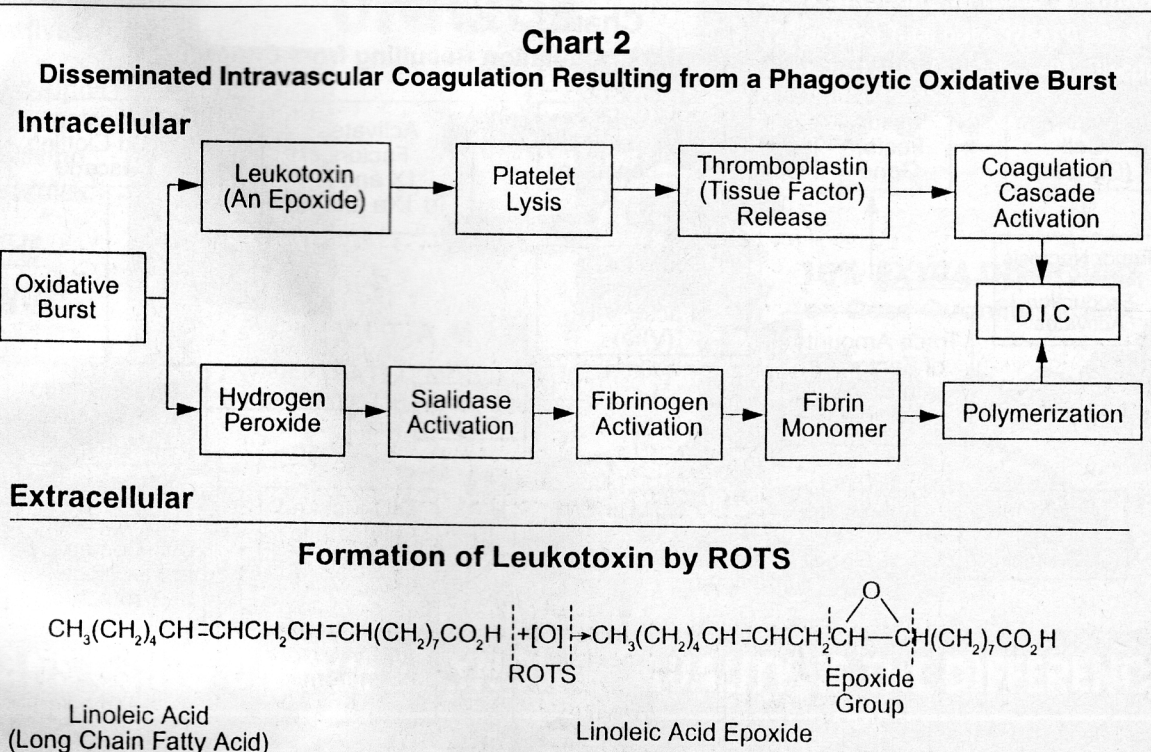 Chart 2
Disseminated Intravascular Coagulation Resulting from a Phagocytic Oxidative Burst
Intracellular
Leukotoxin
(An Epoxide)
Platelet
Lysis
Thromboplastin
(Tissue Factor)
Release
Coagulation
Cascade
Activation
Oxidative
Burst
D I C
Hydrogen
Peroxide
Sialidase
Activation
Fibrinogen
Activation
Fibrin
Monomer
Polymerization
Extracellular
Formation of Leukotoxin by ROTS
O
CH₃(CH₂)₄CH=CHCH₂CH=CH(CH₂)₇CO₂H +[O] → CH₃(CH₂)₄CH=CHCH₂CH—CH(CH₂)₇CO₂H
ROTS
Epoxide
Group
Linoleic Acid
(Long Chain Fatty Acid)
Linoleic Acid Epoxide